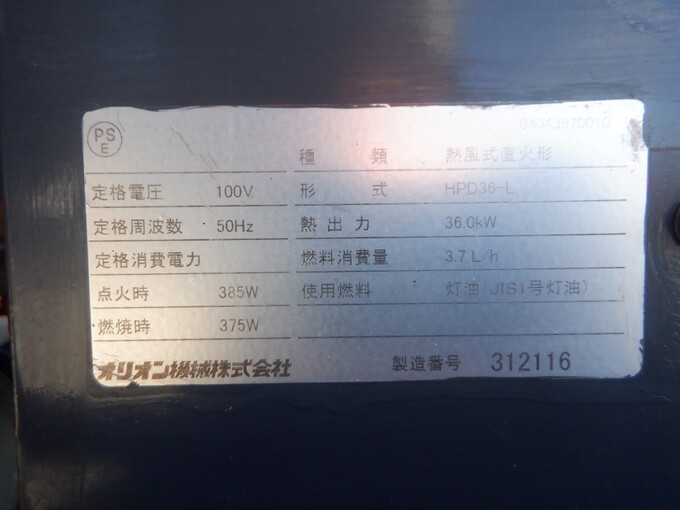 04043970010
PS
E
種類 熱風式直火形
定格電圧 100V 形式 HPD36-L
定格周波数 50Hz 熱出力 36.0kW
定格消費電力 燃料消費量 3.7L/h
点火時 385W 使用燃料 灯油(JIS1号灯油)
燃焼時 375W
オリオン機械株式会社 製造番号 312116